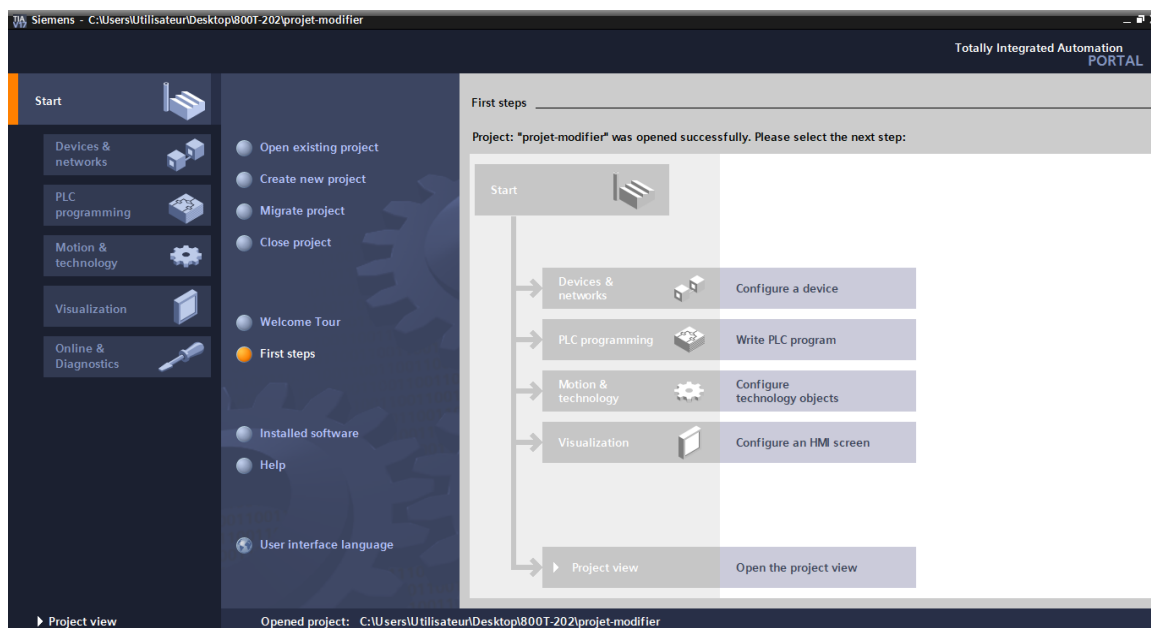 Siemens - C:\Users\Utilisateur\Desktop\800T-202\projet-modifier
Totally Integrated Automation
PORTAL
Start
Devices &
networks
PLC
programming
Motion &
technology
Visualization
Online &
Diagnostics
Open existing project
Create new project
Migrate project
Close project
Welcome Tour
First steps
Installed software
Help
User interface language
First steps
Project: "projet-modifier" was opened successfully. Please select the next step:
Start
Devices &
networks
Configure a device
PLC programming
Write PLC program
Motion &
technology
Configure
technology objects
Visualization
Configure an HMI screen
Project view
Open the project view
Project view
Opened project: C:\Users\Utilisateur\Desktop\800T-202\projet-modifier